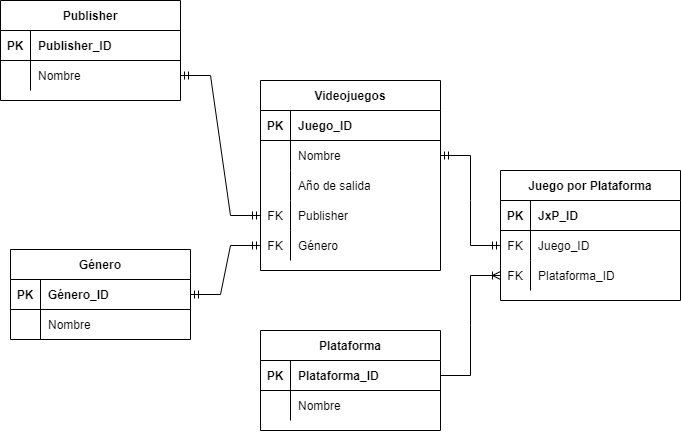 Publisher
PK Publisher_ID
Nombre
Videojuegos
PK Juego_ID
Nombre
Año de salida
FK Publisher
FK Género
Juego por Plataforma
PK JxP_ID
FK Juego_ID
FK Plataforma_ID
Género
PK Género_ID
Nombre
Plataforma
PK Plataforma_ID
Nombre